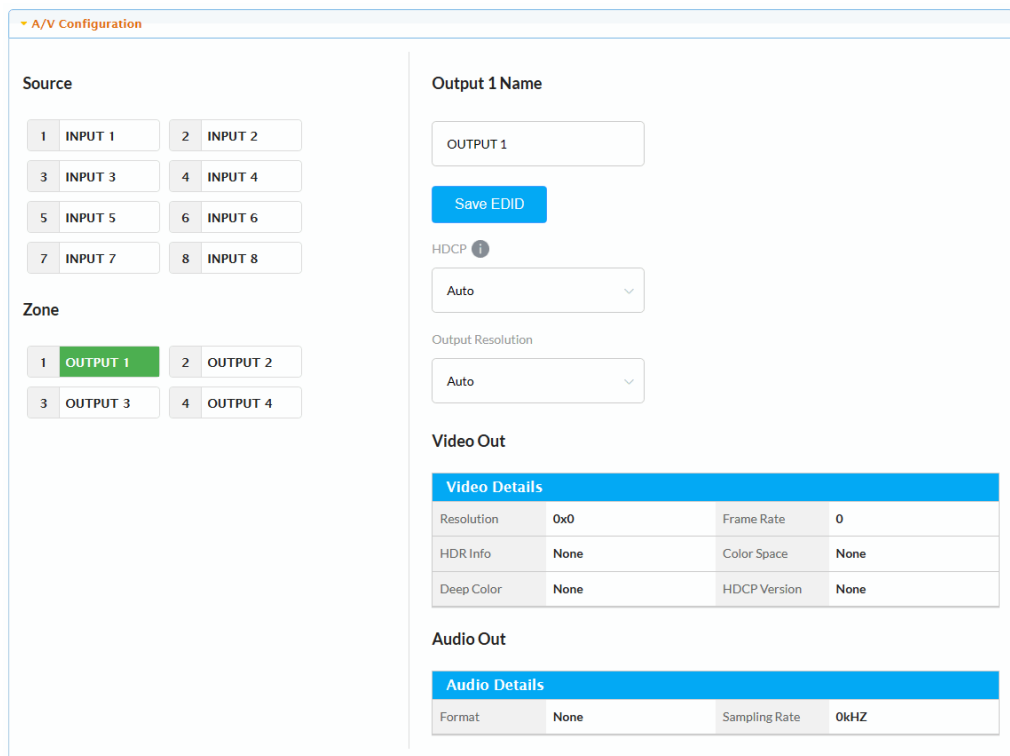 A/V Configuration
Source
1 INPUT 1 2 INPUT 2
3 INPUT 3 4 INPUT 4
5 INPUT 5 6 INPUT 6
7 INPUT 7 8 INPUT 8
Zone
1 OUTPUT 1 2 OUTPUT 2
3 OUTPUT 3 4 OUTPUT 4
Output 1 Name
OUTPUT 1
Save EDID
HDCP i
Auto
Output Resolution
Auto
Video Out
Video Details
Resolution 0x0 Frame Rate 0
HDR Info None Color Space None
Deep Color None HDCP Version None
Audio Out
Audio Details
Format None Sampling Rate 0kHZ